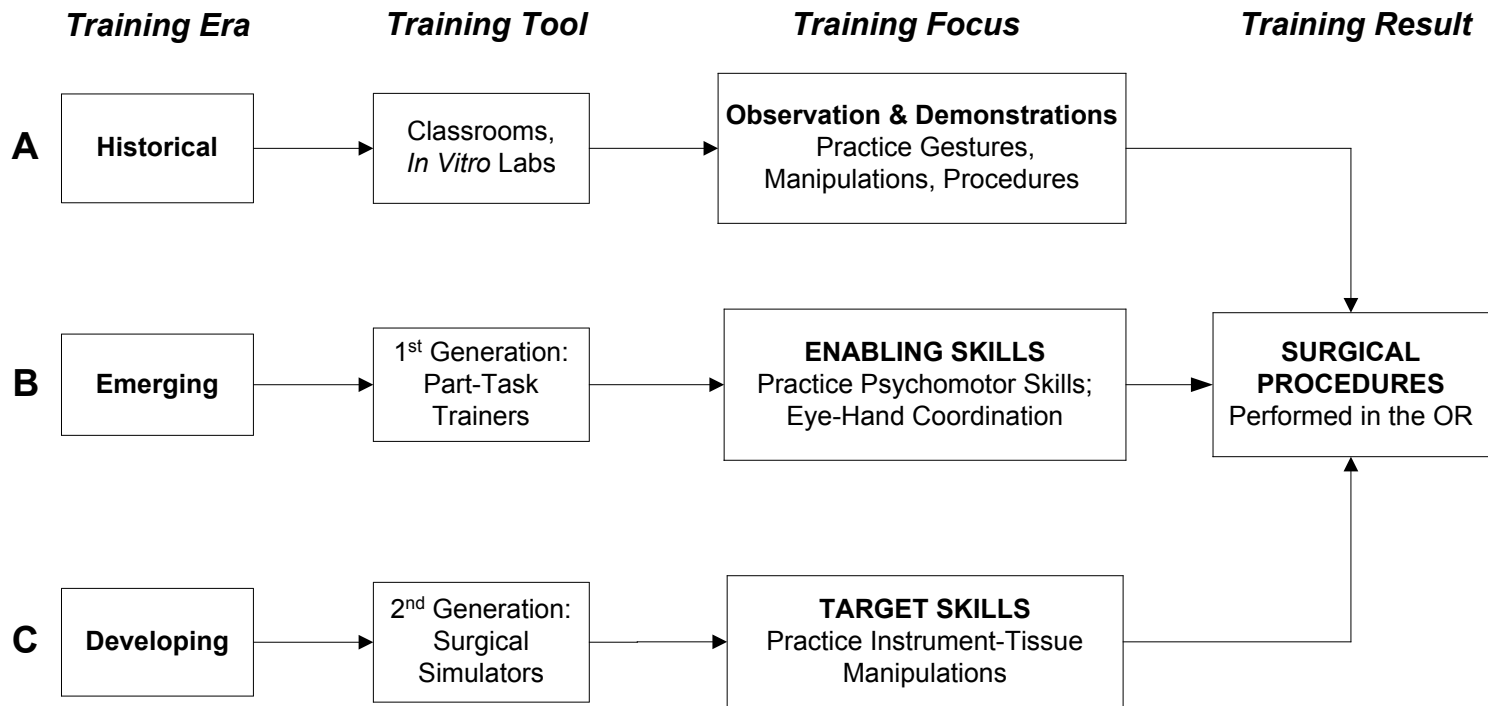 Training Era
Training Tool
Training Focus
Training Result
A
Historical
Classrooms,
In Vitro Labs
Observation & Demonstrations
Practice Gestures,
Manipulations, Procedures
B
Emerging
1st Generation:
Part-Task
Trainers
ENABLING SKILLS
Practice Psychomotor Skills;
Eye-Hand Coordination
SURGICAL
PROCEDURES
Performed in the OR
C
Developing
2nd Generation:
Surgical
Simulators
TARGET SKILLS
Practice Instrument-Tissue
Manipulations